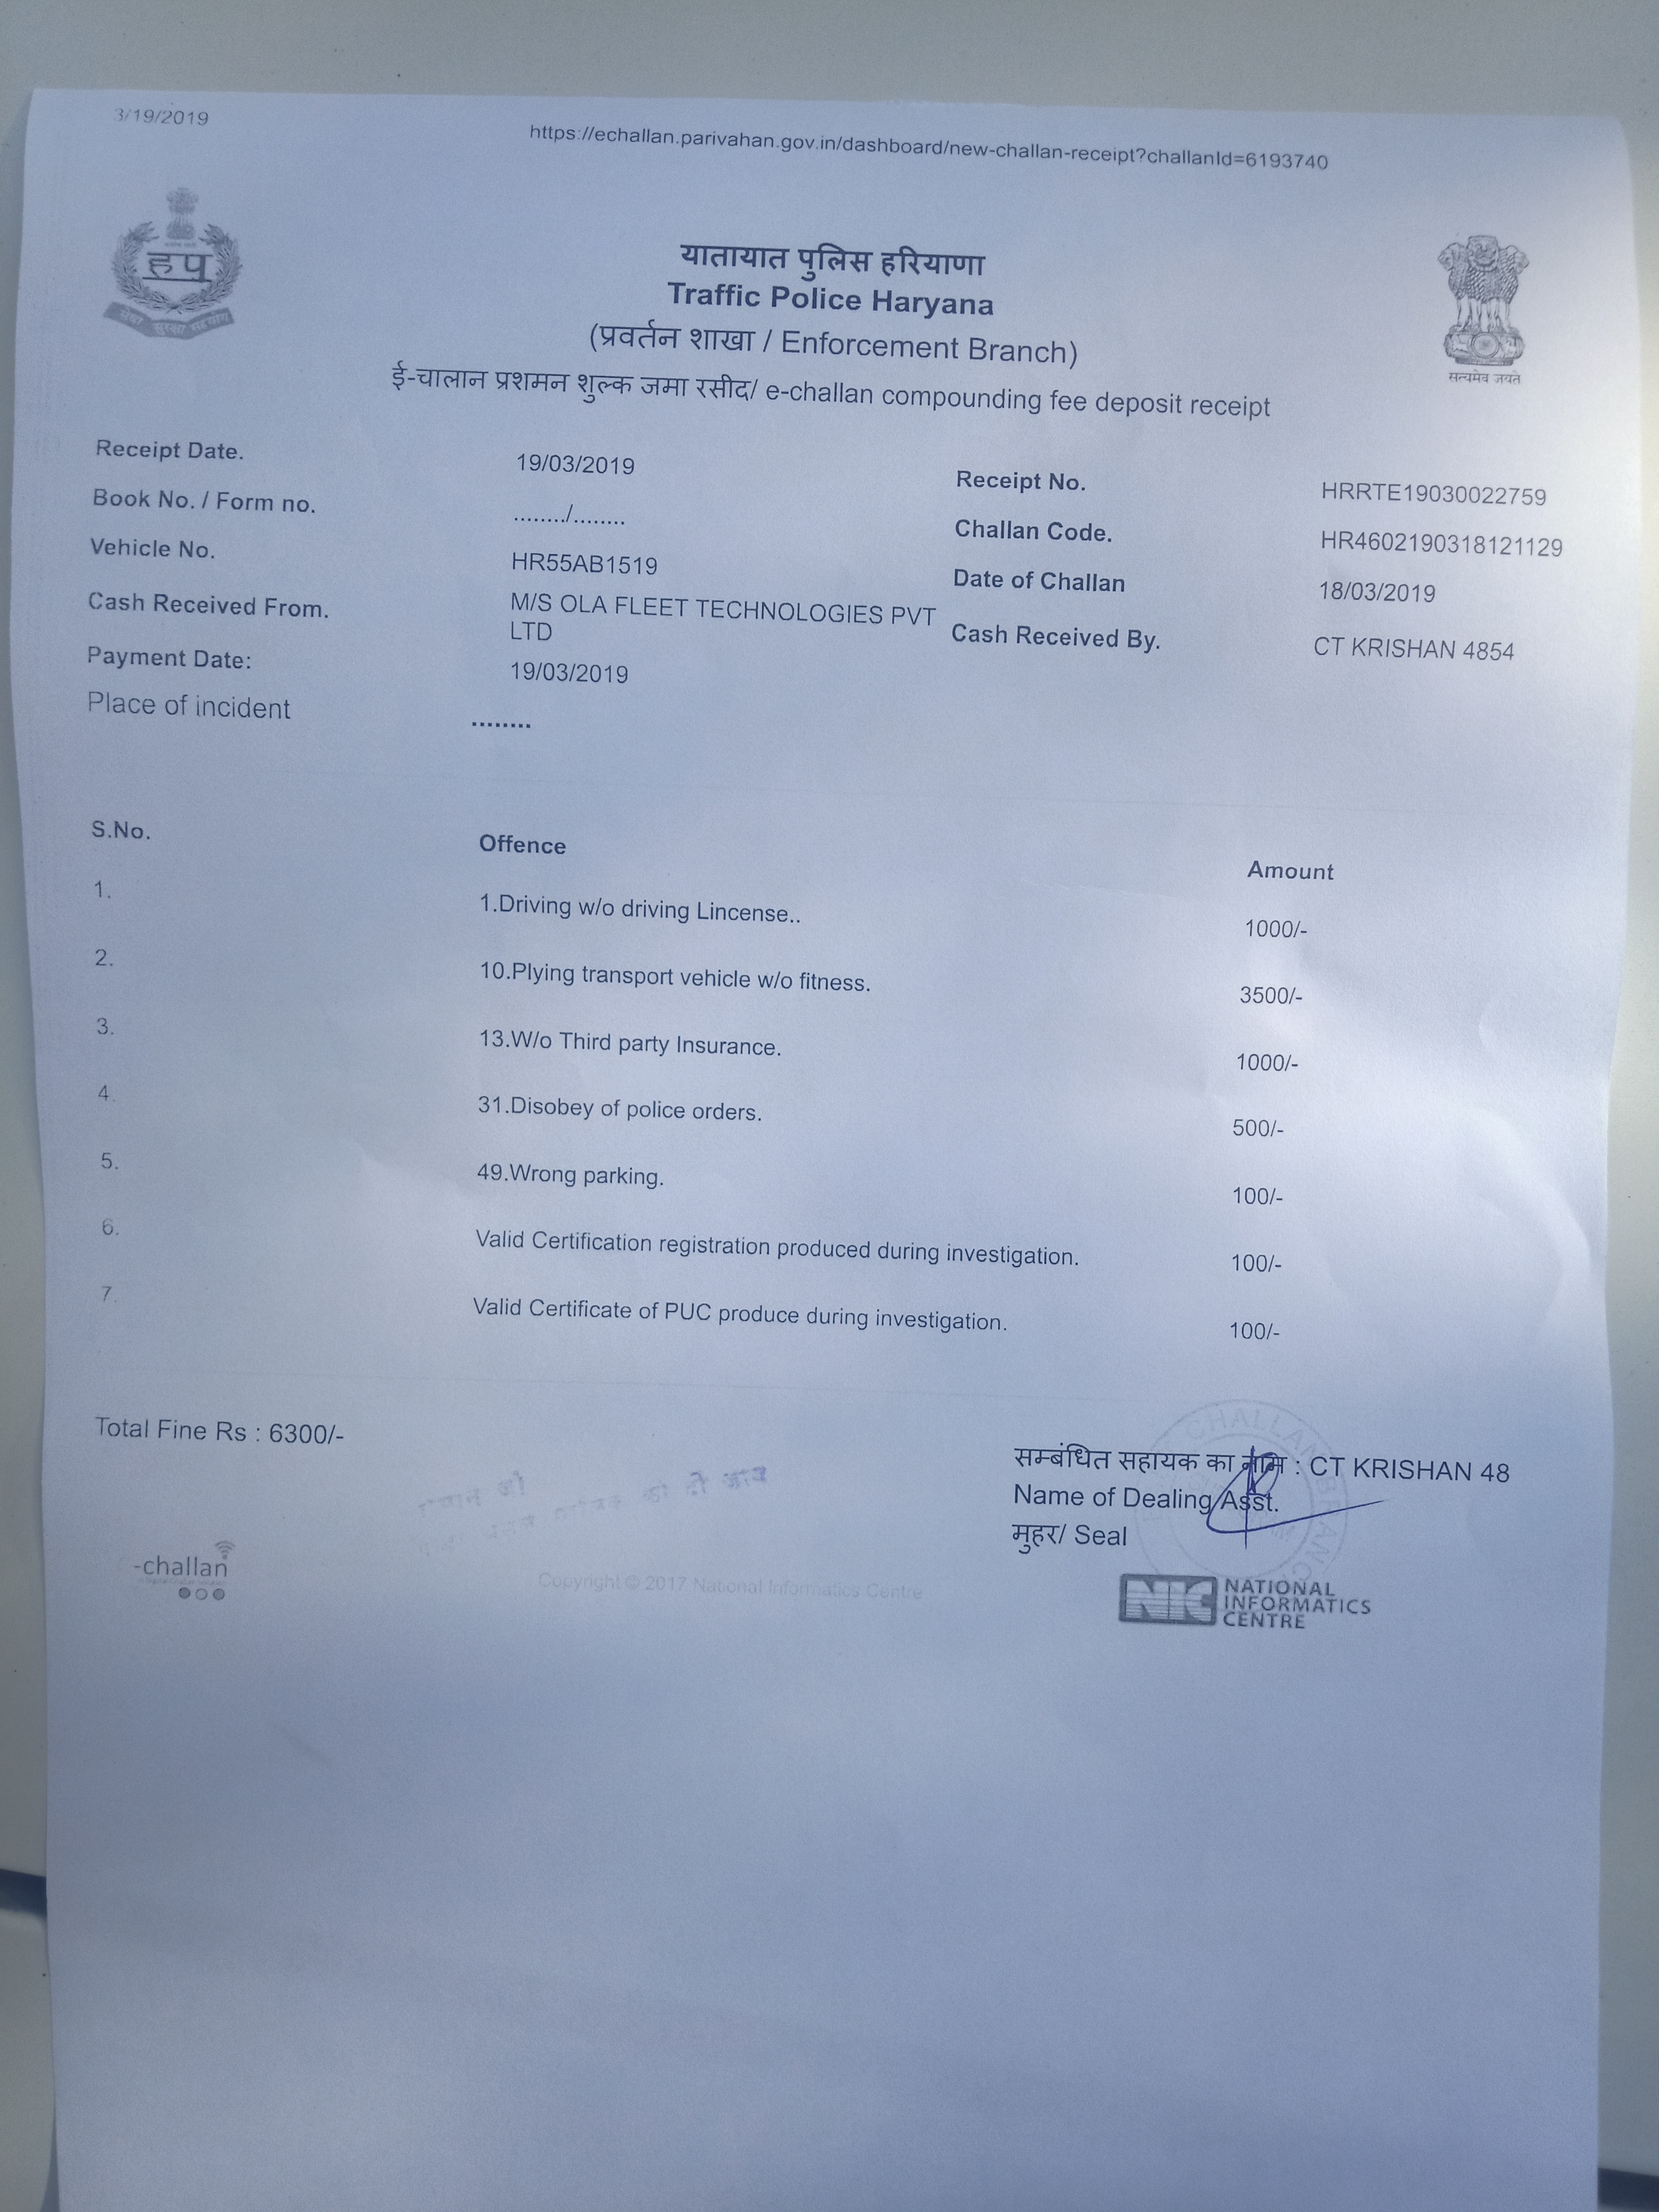 3/19/2019
https://echallan.parivahan.gov.in/dashboard/new-challan-receipt?challanId=6193740
हपु
सेवा सुरक्षा सहयोग
यातायात पुलिस हरियाणा
Traffic Police Haryana
(प्रवर्तन शाखा / Enforcement Branch)
ई-चालान प्रशमन शुल्क जमा रसीद/ e-challan compounding fee deposit receipt
सत्यमेव जयते
Receipt Date. 19/03/2019 Receipt No. HRRTE19030022759
Book No. / Form no. ......../........ Challan Code. HR4602190318121129
Vehicle No. HR55AB1519 Date of Challan 18/03/2019
Cash Received From. M/S OLA FLEET TECHNOLOGIES PVT LTD Cash Received By. CT KRISHAN 4854
Payment Date: 19/03/2019
Place of incident ........
S.No. Offence Amount
1. 1.Driving w/o driving Lincense.. 1000/-
2. 10.Plying transport vehicle w/o fitness. 3500/-
3. 13.W/o Third party Insurance. 1000/-
4. 31.Disobey of police orders. 500/-
5. 49.Wrong parking. 100/-
6. Valid Certification registration produced during investigation. 100/-
7. Valid Certificate of PUC produce during investigation. 100/-
Total Fine Rs : 6300/-
सम्बंधित सहायक का नाम : CT KRISHAN 48
Name of Dealing Asst.
मुहर/ Seal
CHALLAN BRANCH
-challan
Copyright © 2017 National Informatics Centre
NIC NATIONAL
INFORMATICS
CENTRE